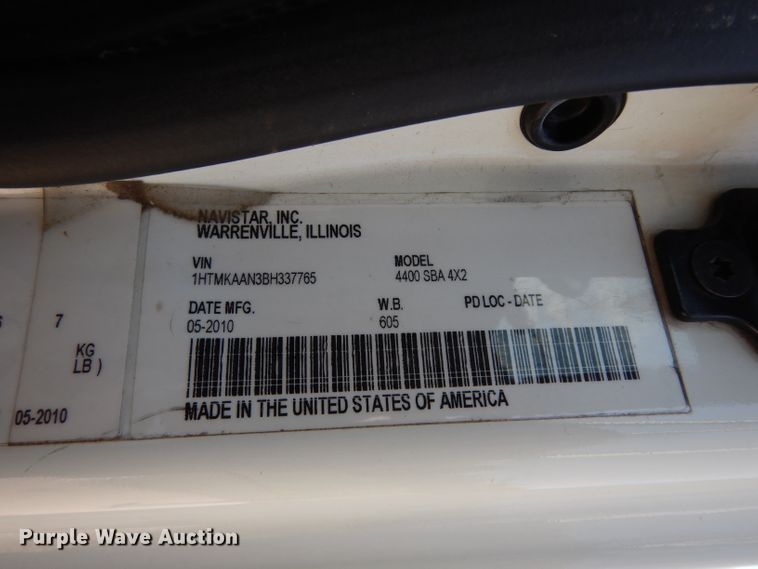 NAVISTAR, INC.
WARRENVILLE, ILLINOIS
VIN MODEL
1HTMKAAN3BH337765 4400 SBA 4X2
DATE MFG. W.B. PD LOC - DATE
05-2010 605
MADE IN THE UNITED STATES OF AMERICA
7
KG
LB )
05-2010
Purple Wave Auction